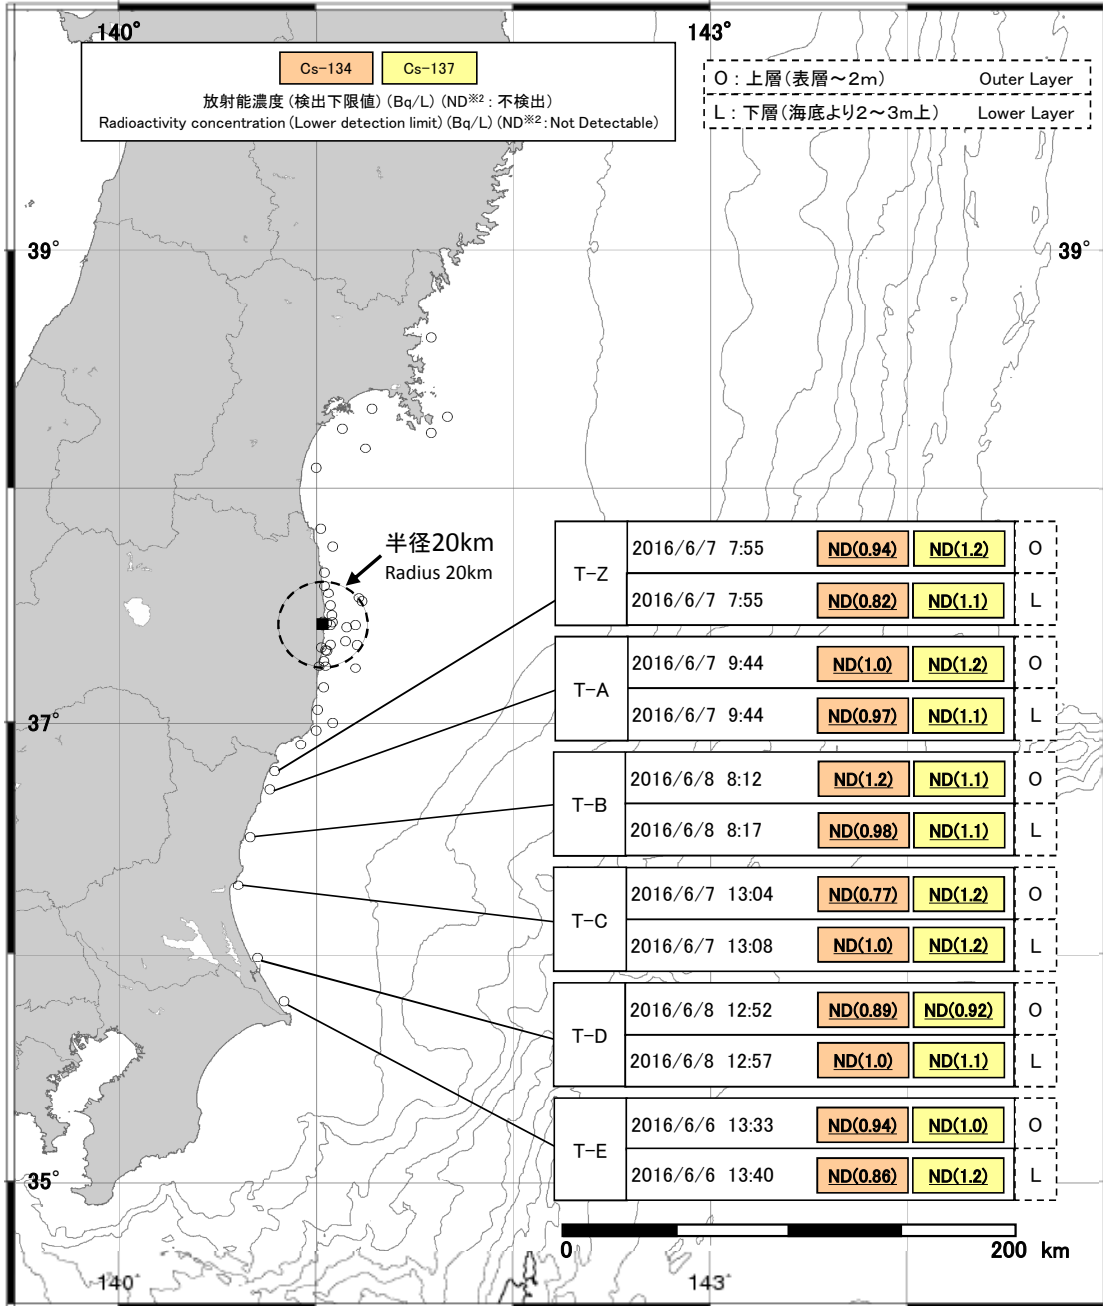 140°
143°
Cs-134
Cs-137
放射能濃度(検出下限値)(Bq/L)(ND※2:不検出)
Radioactivity concentration(Lower detection limit)(Bq/L)(ND※2:Not Detectable)
O:上層(表層～2m) Outer Layer
L:下層(海底より2～3m上) Lower Layer
39°
39°
半径20km
Radius 20km
T-Z
2016/6/7 7:55 ND(0.94) ND(1.2) O
2016/6/7 7:55 ND(0.82) ND(1.1) L
T-A
2016/6/7 9:44 ND(1.0) ND(1.2) O
2016/6/7 9:44 ND(0.97) ND(1.1) L
37°
T-B
2016/6/8 8:12 ND(1.2) ND(1.1) O
2016/6/8 8:17 ND(0.98) ND(1.1) L
T-C
2016/6/7 13:04 ND(0.77) ND(1.2) O
2016/6/7 13:08 ND(1.0) ND(1.2) L
T-D
2016/6/8 12:52 ND(0.89) ND(0.92) O
2016/6/8 12:57 ND(1.0) ND(1.1) L
T-E
2016/6/6 13:33 ND(0.94) ND(1.0) O
2016/6/6 13:40 ND(0.86) ND(1.2) L
35°
0 200 km
140°
143°